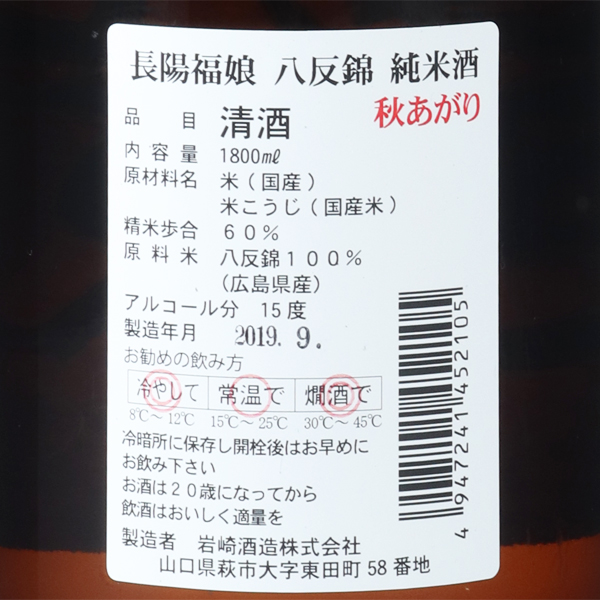 長陽福娘 八反錦 純米酒
秋あがり
品目 清酒
内容量 1800㎖
原材料名 米(国産)
米こうじ(国産米)
精米歩合 60%
原料米 八反錦100%
(広島県産)
アルコール分 15度
製造年月 2019. 9.
お勧めの飲み方
冷やして 常温で 燗酒で
8℃～12℃ 15℃～25℃ 30℃～45℃
冷暗所に保存し開栓後はお早めに
お飲み下さい
お酒は20歳になってから
飲酒はおいしく適量を
製造者 岩崎酒造株式会社
山口県萩市大字東田町58番地
4947241452105